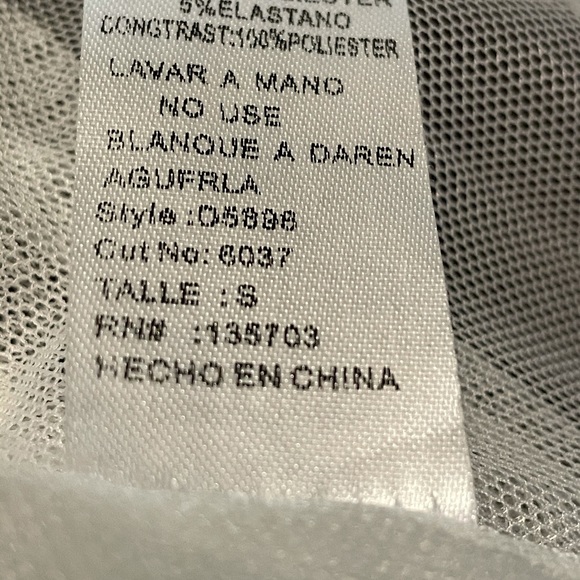 5%ELASTANO
CONGTRAST:100%POLIESTER
LAVAR A MANO
NO USE
BLANQUE A DAREN
AGUFRLA
Style :O5896
Cut No: 6037
TALLE : S
RN# :135703
HECHO EN CHINA